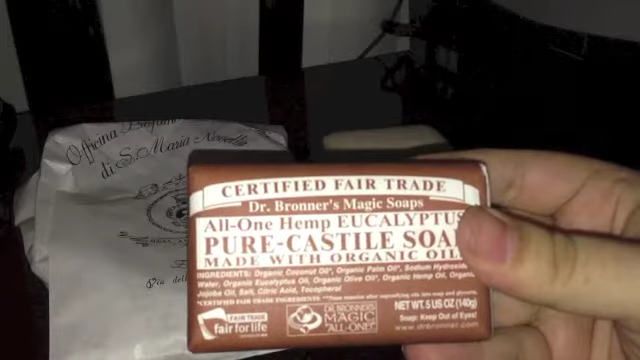 Officina Profumo
di S. Maria Novella
CERTIFIED FAIR TRADE
Dr. Bronner's Magic Soaps
All-One Hemp EUCALYPTUS
PURE-CASTILE SOAP
MADE WITH ORGANIC OIL
INGREDIENTS: Organic Coconut Oil*, Organic Palm Oil*, Sodium Hydroxide
Water, Organic Eucalyptus Oil, Organic Olive Oil*, Organic Hemp Oil, Organic
Jojoba Oil, Salt, Citric Acid, Tocopherol
*CERTIFIED FAIR TRADE INGREDIENTS
NET WT. 5 US OZ (140g)
FAIR TRADE
fair for life
DR. BRONNER'S
MAGIC
"ALL-ONE!"
Soap: Keep Out of Eyes!
www.drbronner.com